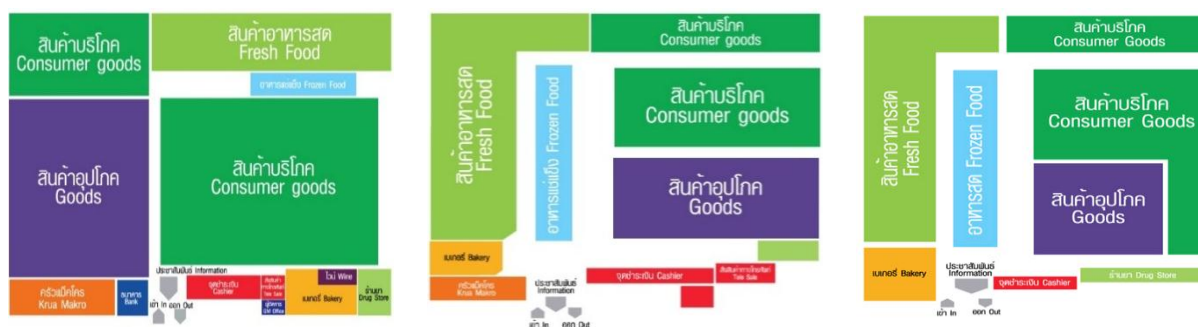 สินค้าบริโภค
Consumer goods
สินค้าอาหารสด
Fresh Food
อาหารแช่แข็ง Frozen Food
สินค้าอุปโภค
Goods
สินค้าบริโภค
Consumer goods
ครัวแม็คโคร
Krua Makro
ธนาคาร
Bank
ประชาสัมพันธ์ Information
เข้า In ออก Out
จุดชำระเงิน
Cashier
Tele Sale
ไวน์ Wine
เบเกอรี่ Bakery
ร้านยา
Drug Store
สินค้าอาหารสด
Fresh Food
สินค้าบริโภค
Consumer goods
อาหารแช่แข็ง Frozen Food
สินค้าบริโภค
Consumer goods
สินค้าอุปโภค
Goods
เบเกอรี่ Bakery
ครัวแม็คโคร
Krua Makro
ประชาสัมพันธ์
Information
เข้า In ออก Out
จุดชำระเงิน Cashier
Tele Sale
สินค้าอาหารสด
Fresh Food
สินค้าบริโภค
Consumer Goods
อาหารสด Frozen Food
สินค้าบริโภค
Consumer Goods
สินค้าอุปโภค
Goods
เบเกอรี่ Bakery
ประชาสัมพันธ์
Information
เข้า In ออก Out
จุดชำระเงิน Cashier
ร้านยา Drug Store